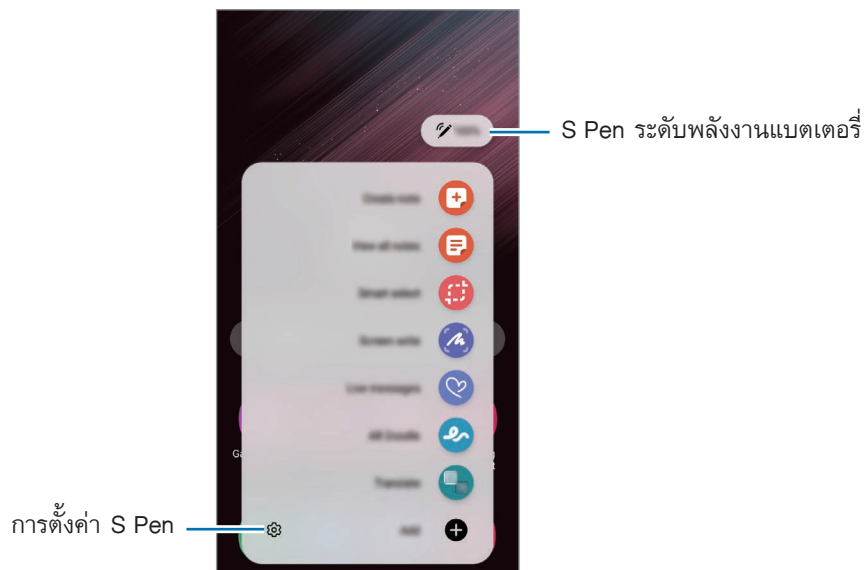 S Pen ระดับพลังงานแบตเตอรี่
Create note
View all notes
Smart select
Screen write
Live messages
AR Doodle
Translate
การตั้งค่า S Pen
Add